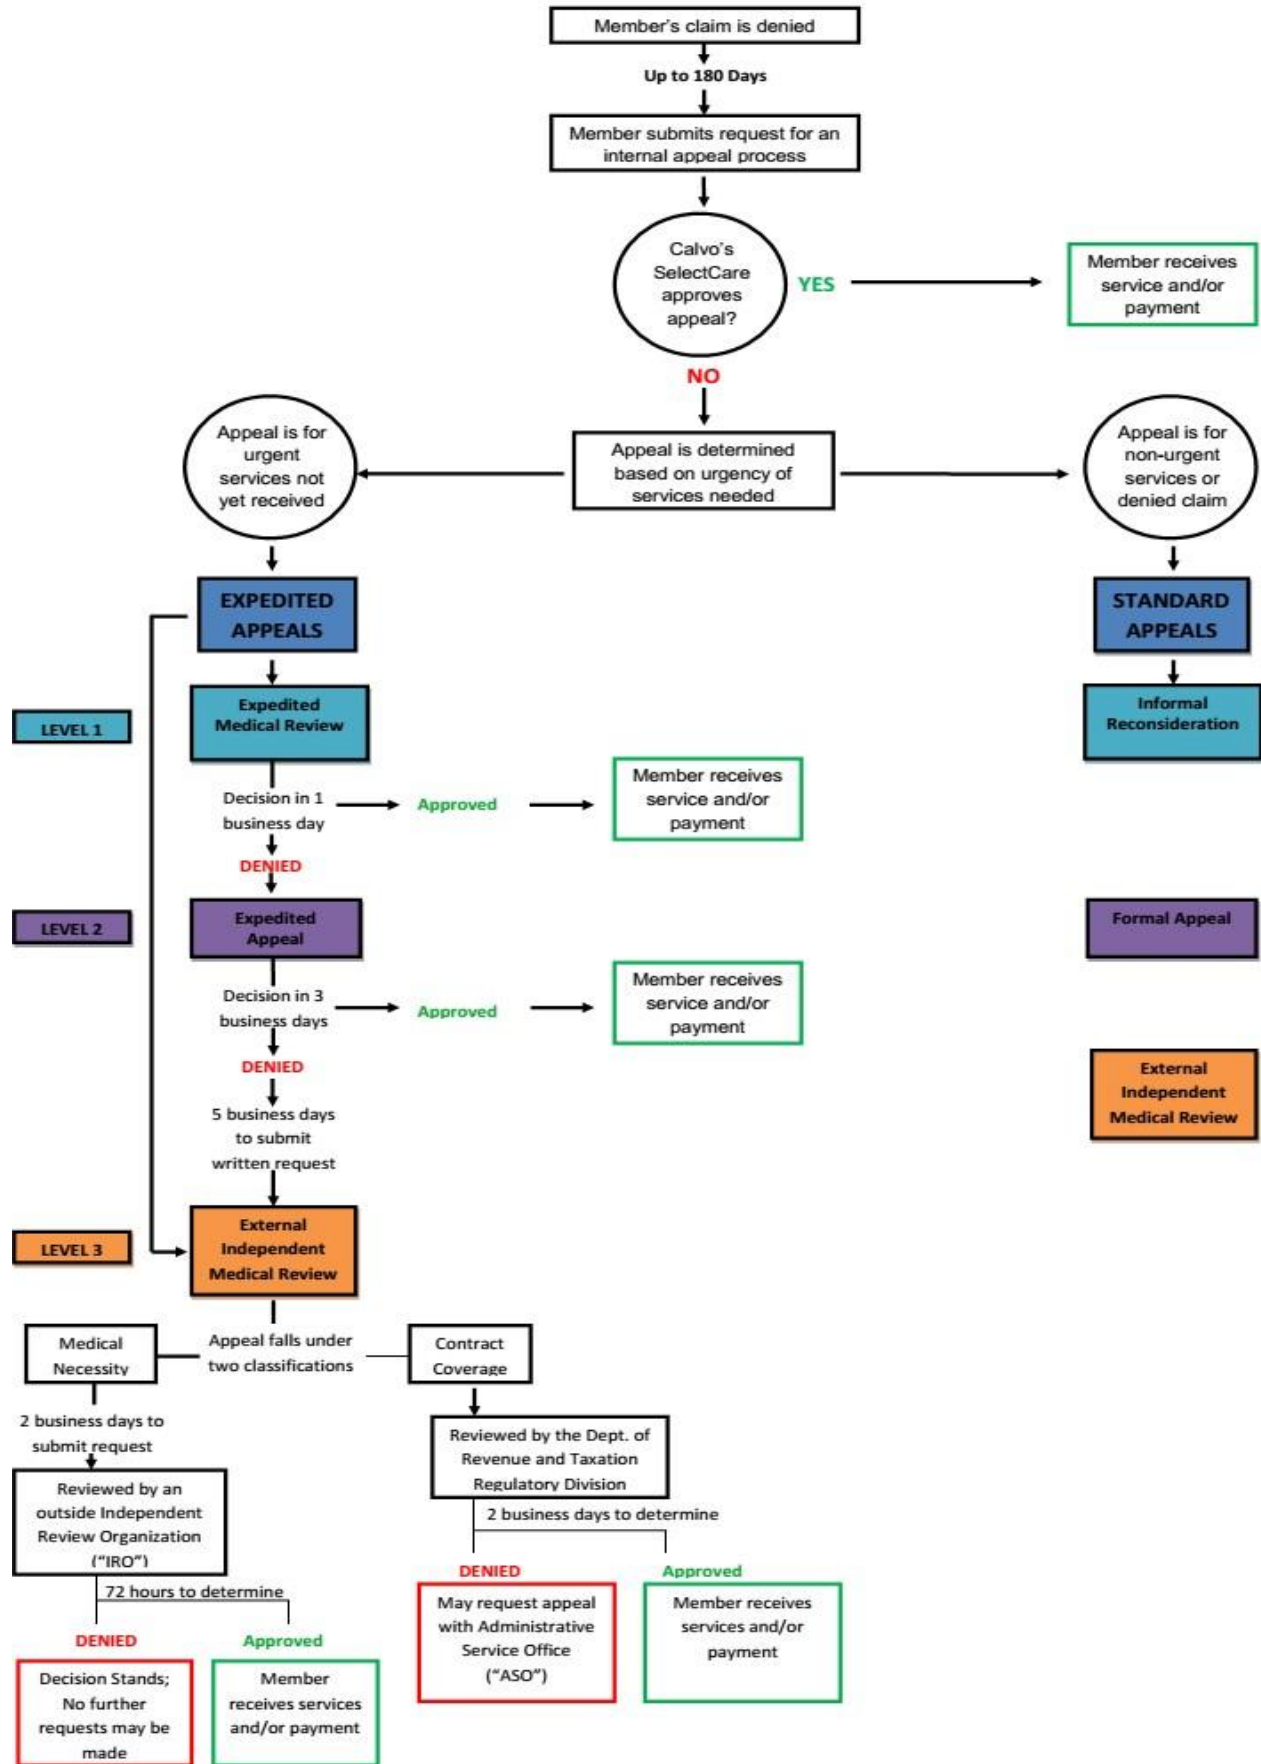 Member's claim is denied
Up to 180 Days
Member submits request for an
internal appeal process
Calvo's
SelectCare
approves
appeal?
YES
Member receives
service and/or
payment
NO
Appeal is for
urgent
services not
yet received
Appeal is determined
based on urgency of
services needed
Appeal is for
non-urgent
services or
denied claim
EXPEDITED
APPEALS
STANDARD
APPEALS
LEVEL 1
Expedited
Medical Review
Informal
Reconsideration
Decision in 1
business day
Approved
Member receives
service and/or
payment
DENIED
LEVEL 2
Expedited
Appeal
Formal Appeal
Decision in 3
business days
Approved
Member receives
service and/or
payment
DENIED
External
Independent
Medical Review
5 business days
to submit
written request
LEVEL 3
External
Independent
Medical Review
Medical
Necessity
Appeal falls under
two classifications
Contract
Coverage
2 business days to
submit request
Reviewed by an
outside Independent
Review Organization
("IRO")
Reviewed by the Dept. of
Revenue and Taxation
Regulatory Division
2 business days to determine
72 hours to determine
DENIED
Decision Stands;
No further
requests may be
made
Approved
Member
receives services
and/or payment
DENIED
May request appeal
with Administrative
Service Office
("ASO")
Approved
Member receives
services and/or
payment